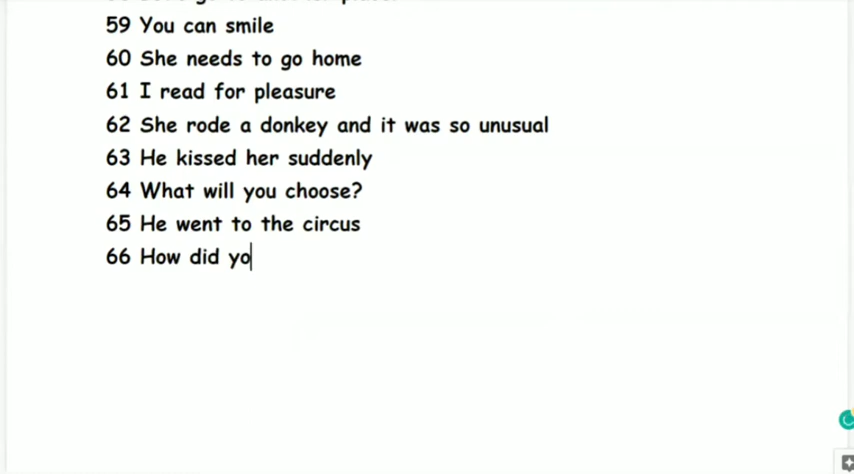 59 You can smile
60 She needs to go home
61 I read for pleasure
62 She rode a donkey and it was so unusual
63 He kissed her suddenly
64 What will you choose?
65 He went to the circus
66 How did yo